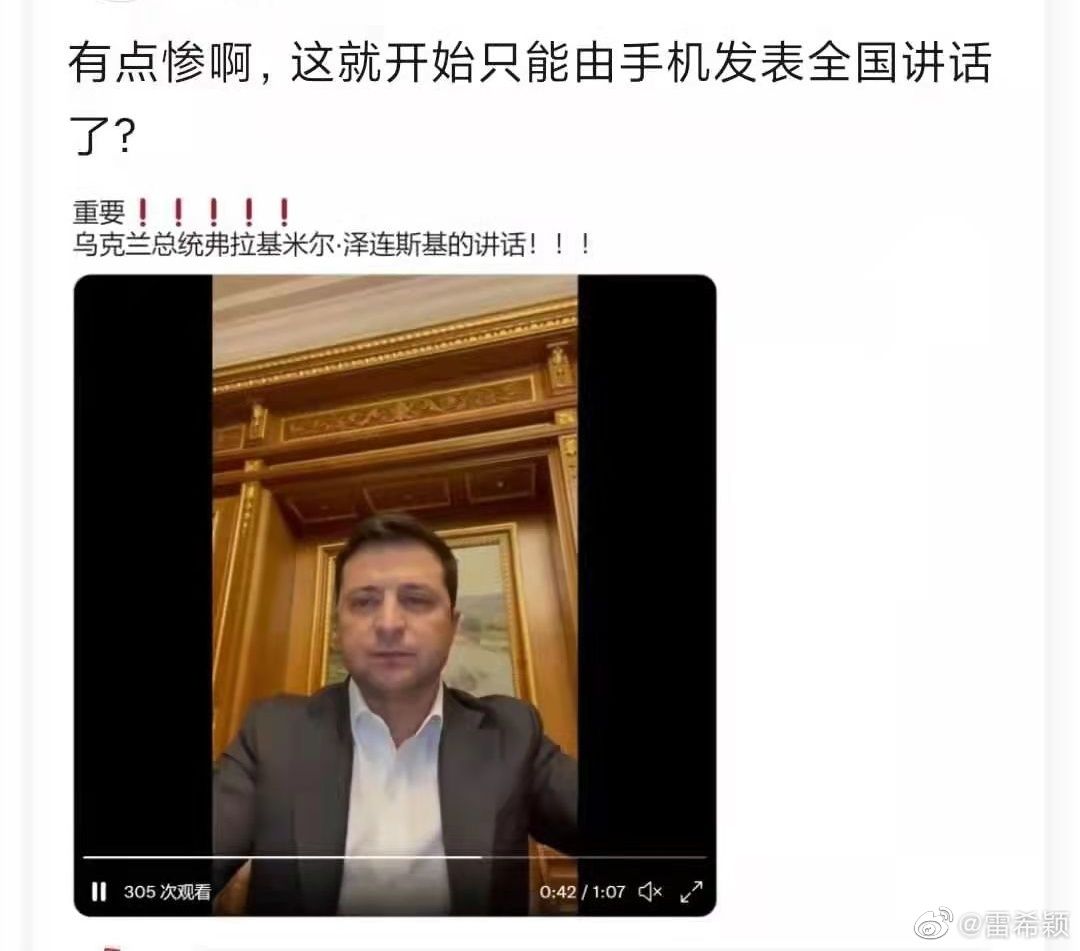 有点惨啊，这就开始只能由手机发表全国讲话
了？
重要❗❗❗❗❗
乌克兰总统弗拉基米尔·泽连斯基的讲话！！！
305 次观看
0:42 / 1:07
@雷希颖